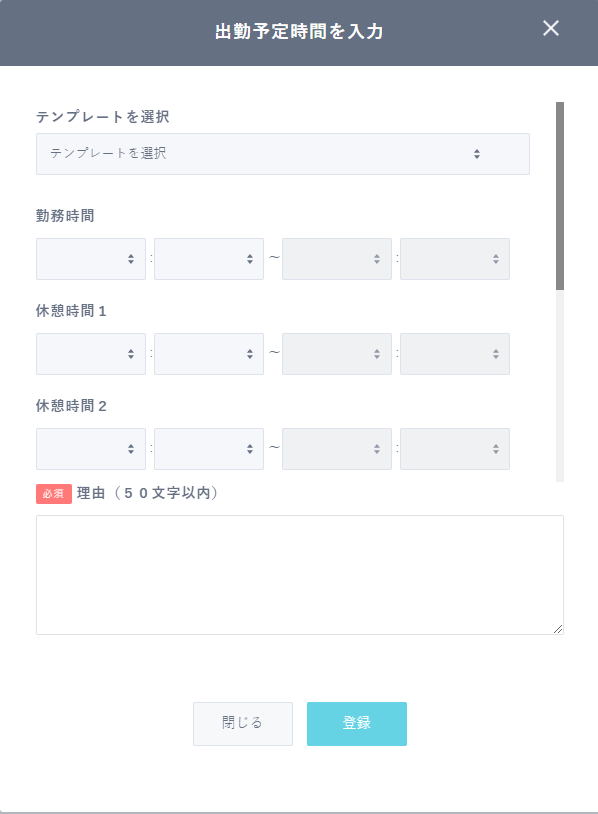 出勤予定時間を入力
テンプレートを選択
テンプレートを選択
勤務時間
: ~ :
休憩時間1
: ~ :
休憩時間2
: ~ :
必須 理由（５０文字以内）
閉じる 登録